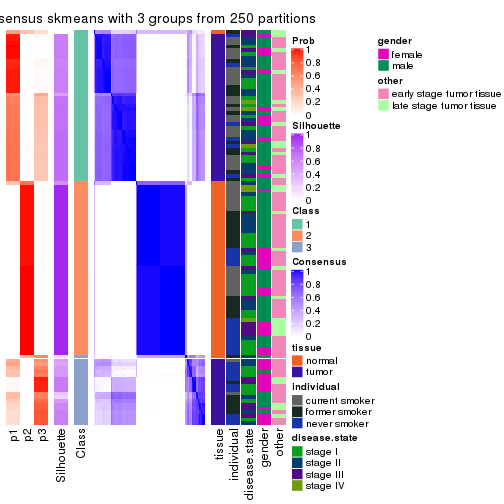 sensus skmeans with 3 groups from 250 partitions
Prob
1
0.8
0.6
0.4
0.2
0
Silhouette
1
0.8
0.6
0.4
0.2
0
Class
1
2
3
Consensus
1
0.8
0.6
0.4
0.2
0
tissue
normal
tumor
individual
current smoker
former smoker
never smoker
disease.state
stage I
stage II
stage III
stage IV
gender
female
male
other
early stage tumor tissue
late stage tumor tissue
p1
p2
p3
Silhouette
Class
tissue
individual
disease.state
gender
other